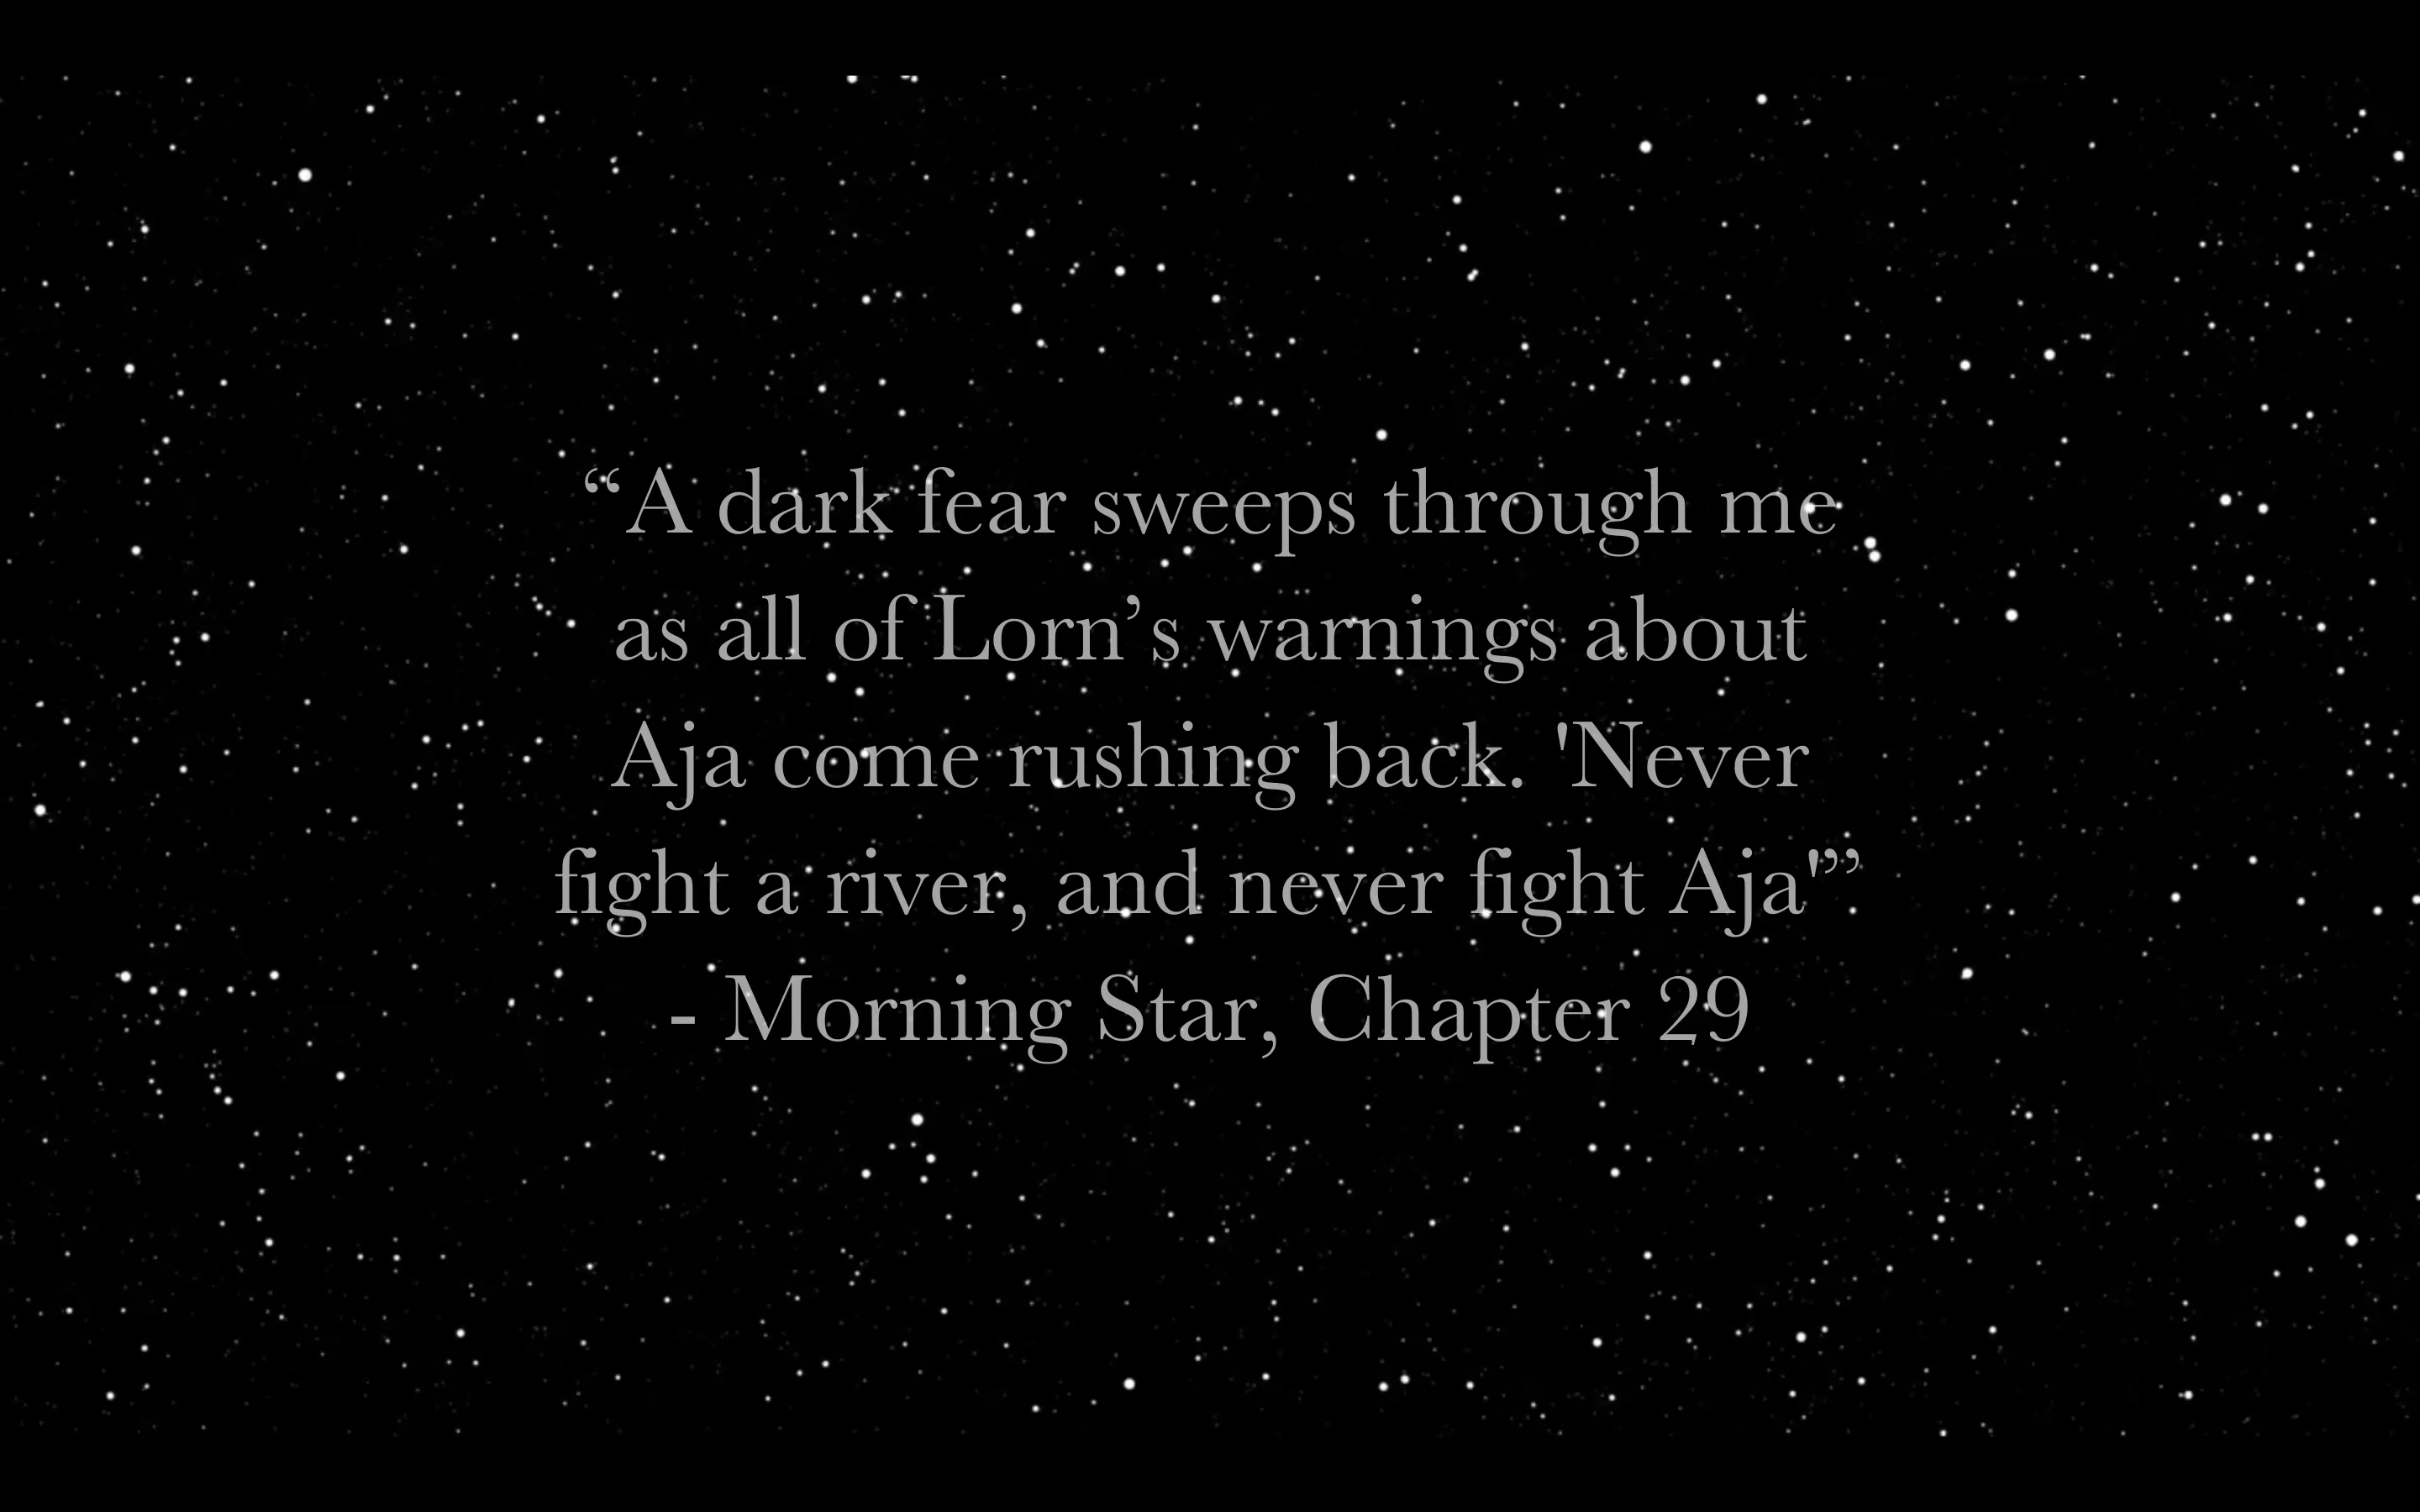 “A dark fear sweeps through me
as all of Lorn’s warnings about
Aja come rushing back. 'Never
fight a river, and never fight Aja'”
- Morning Star, Chapter 29